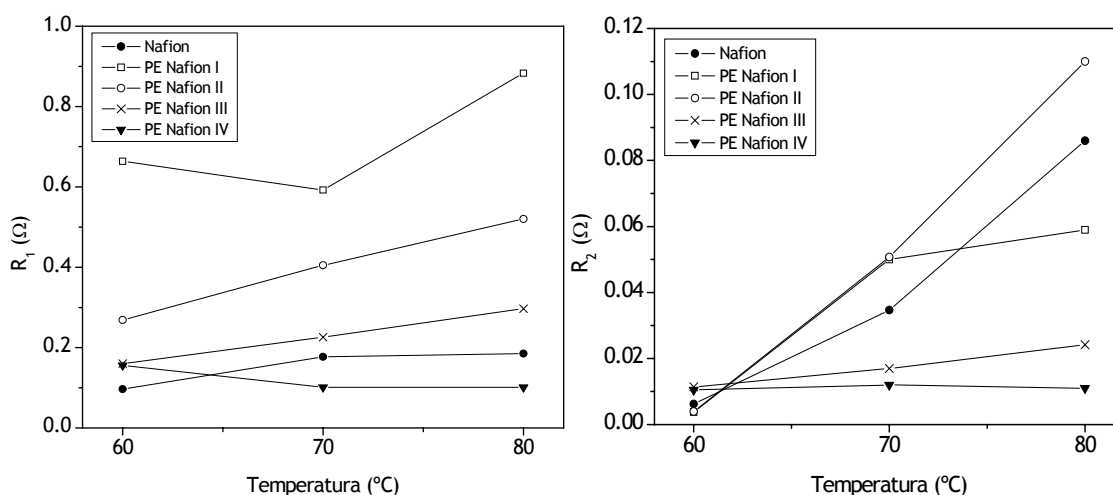 1.0
0.8
0.6
0.4
0.2
0.0
R1 (Ω)
Nafion
PE Nafion I
PE Nafion II
PE Nafion III
PE Nafion IV
60
70
80
Temperatura (ºC)
0.12
0.10
0.08
0.06
0.04
0.02
0.00
R2 (Ω)
Nafion
PE Nafion I
PE Nafion II
PE Nafion III
PE Nafion IV
60
70
80
Temperatura (ºC)